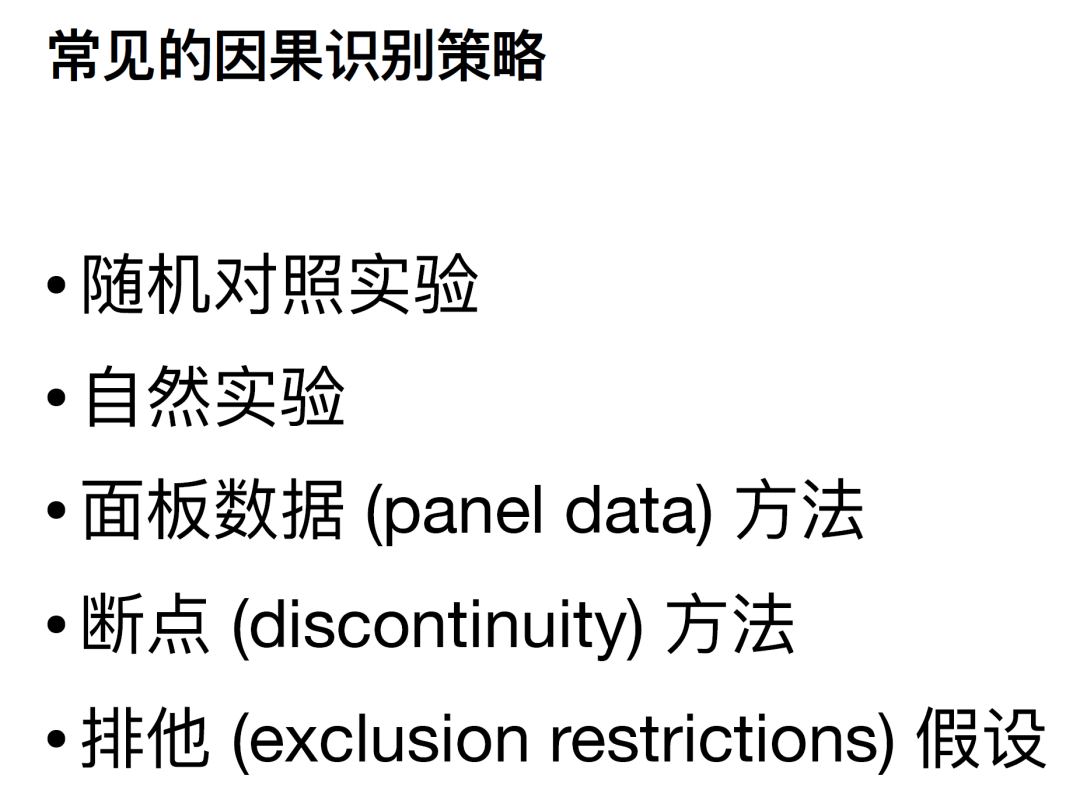 常见的因果识别策略
• 随机对照实验
• 自然实验
• 面板数据 (panel data) 方法
• 断点 (discontinuity) 方法
• 排他 (exclusion restrictions) 假设